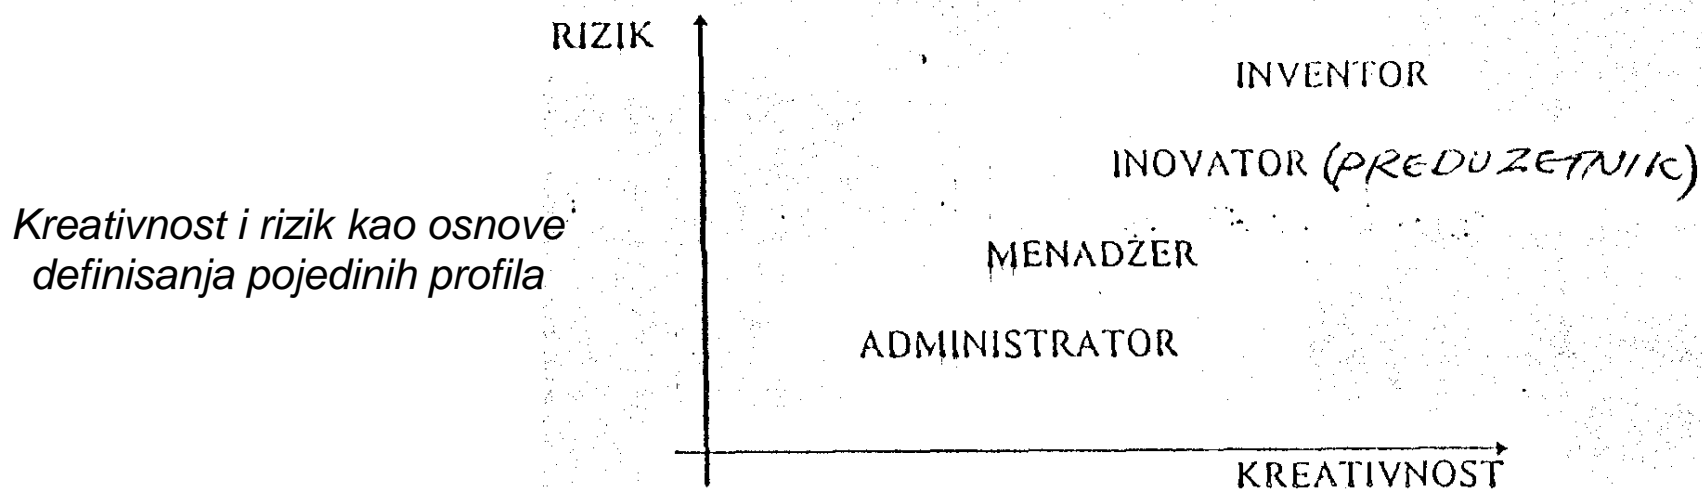 RIZIK
INVENTOR
INOVATOR (PREDUZETNIK)
Kreativnost i rizik kao osnove
definisanja pojedinih profila
MENADŽER
ADMINISTRATOR
KREATIVNOST